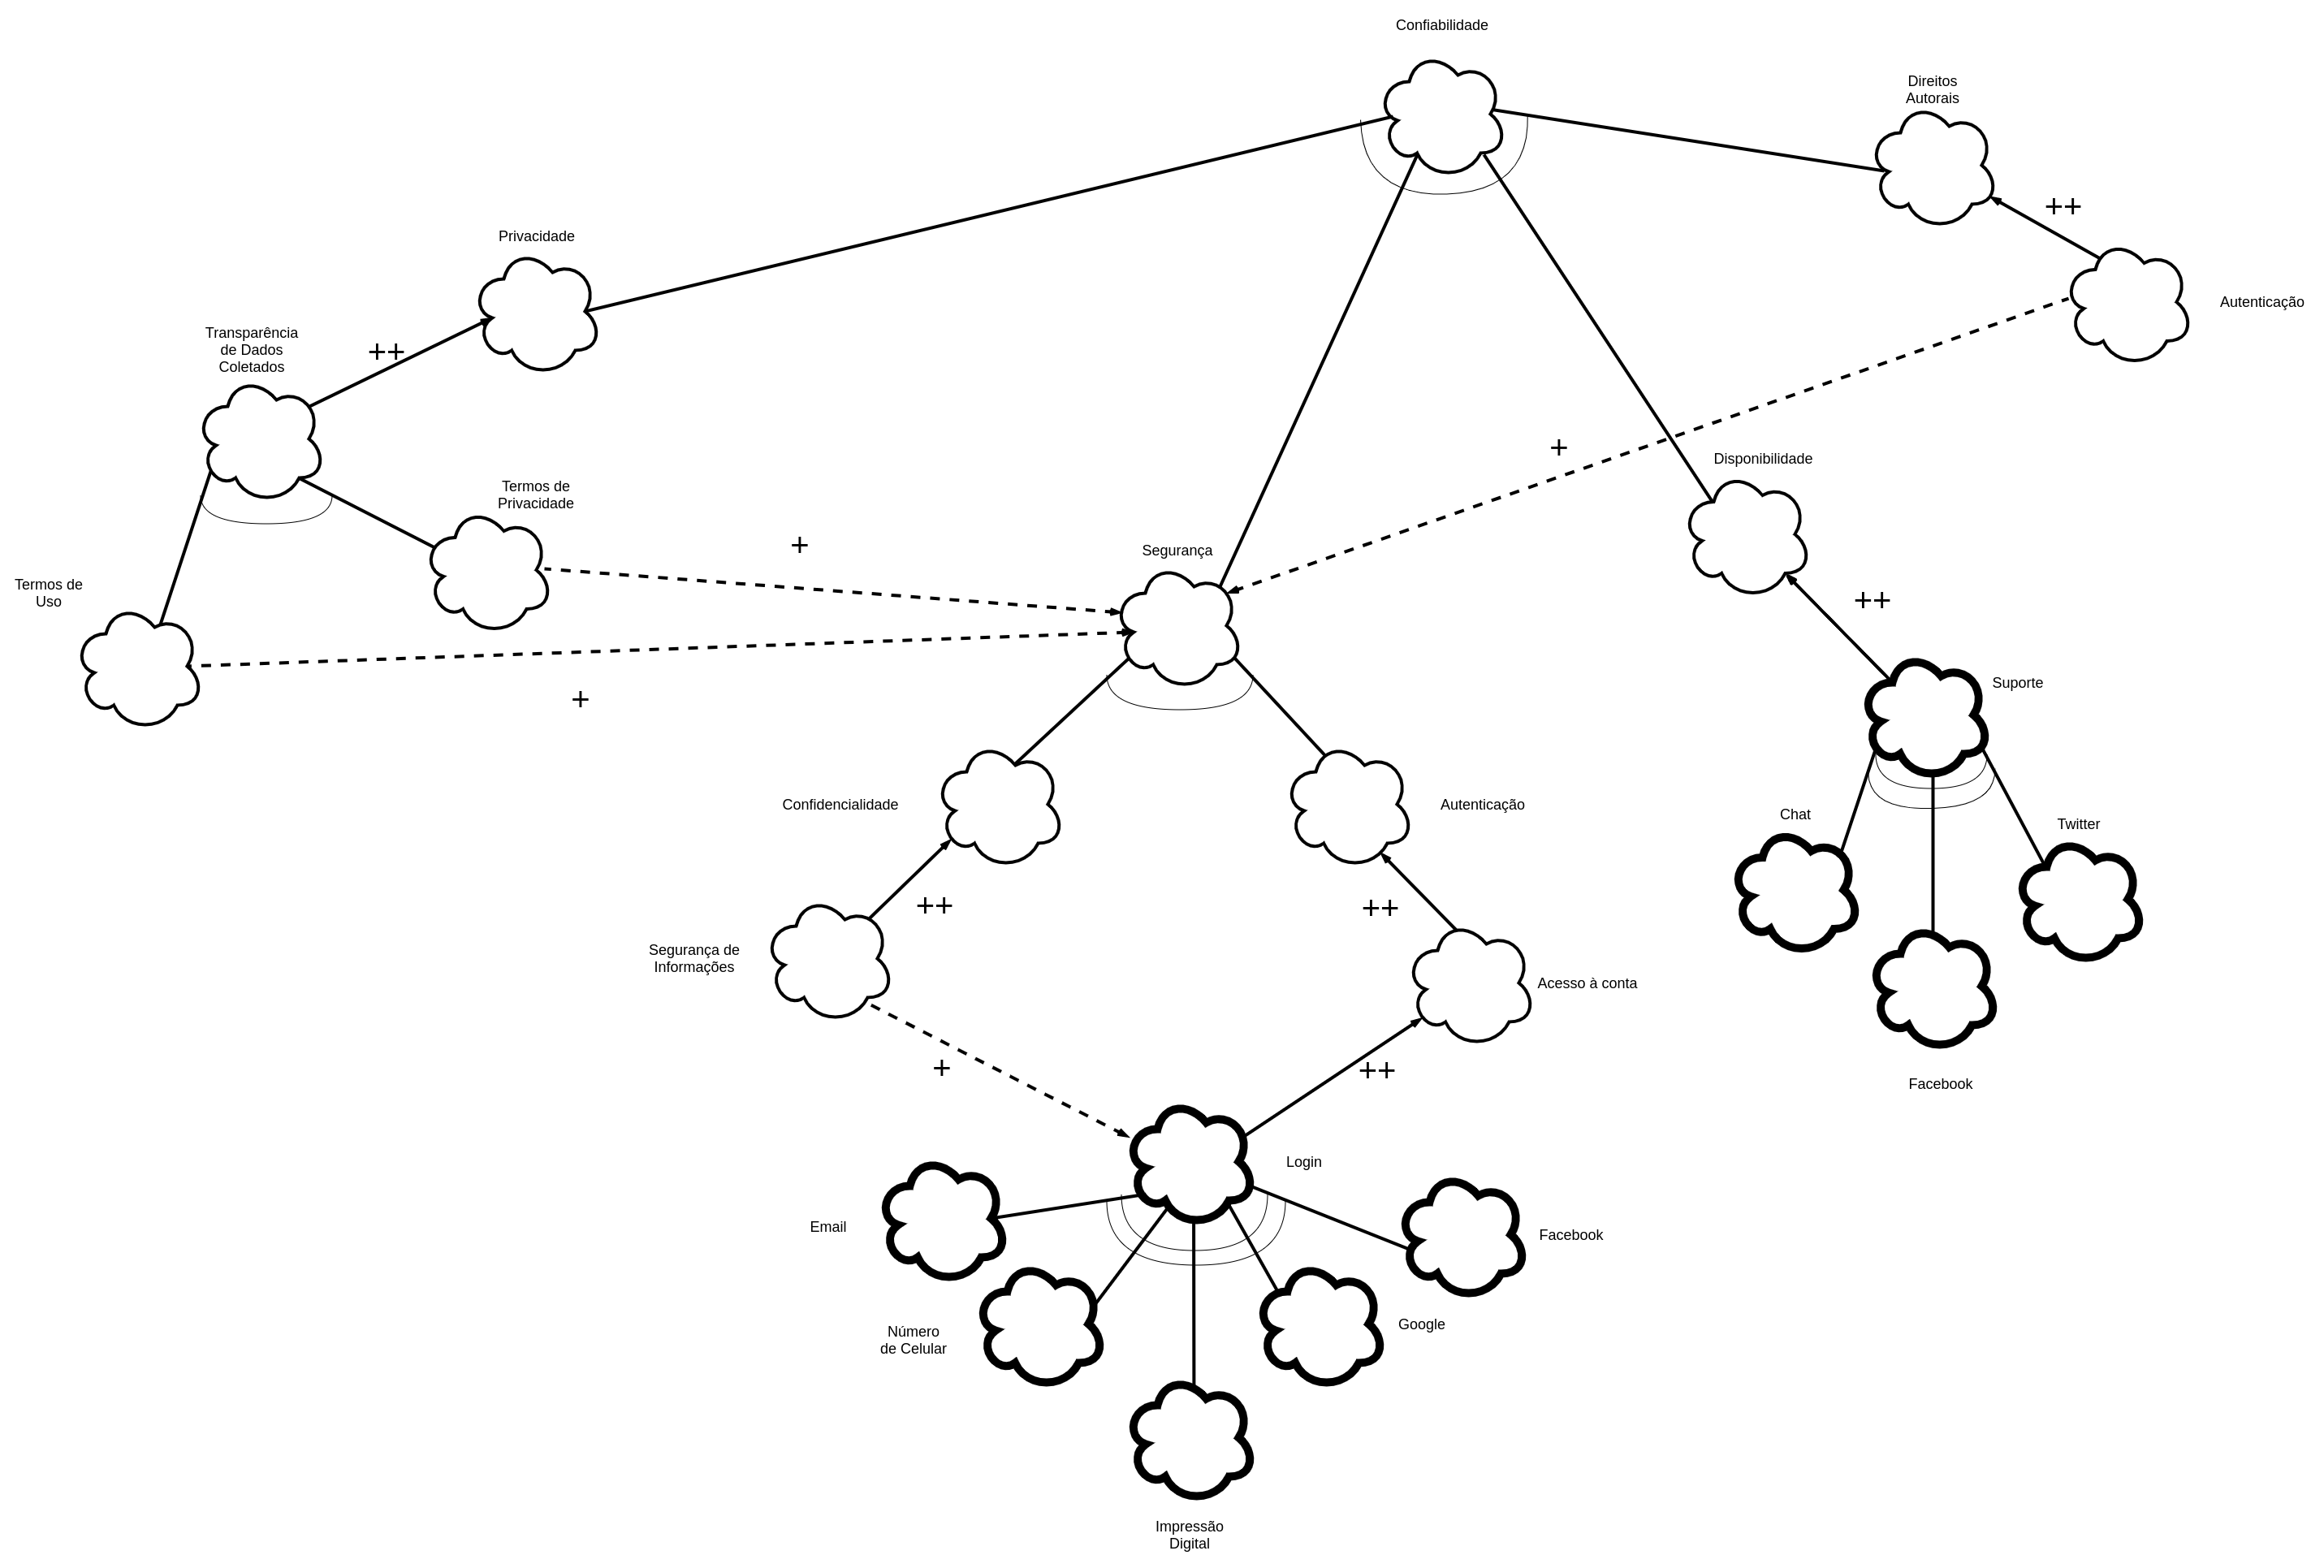 Confiabilidade
Direitos
Autorais
++
Privacidade
Autenticação
Transparência
de Dados
Coletados
++
+
Disponibilidade
Termos de
Privacidade
+
Segurança
Termos de
Uso
++
+
Suporte
Confidencialidade
Autenticação
Chat
Twitter
++
++
Segurança de
Informações
Acesso à conta
+
++
Facebook
Login
Email
Facebook
Número
de Celular
Google
Impressão
Digital